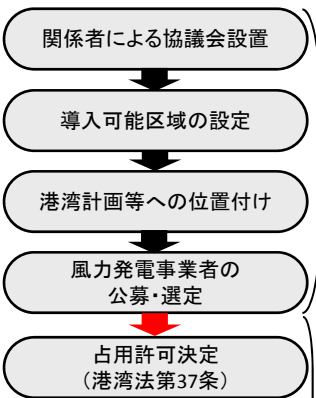 関係者による協議会設置
導入可能区域の設定
港湾計画等への位置付け
風力発電事業者の
公募・選定
占用許可決定
（港湾法第37条）